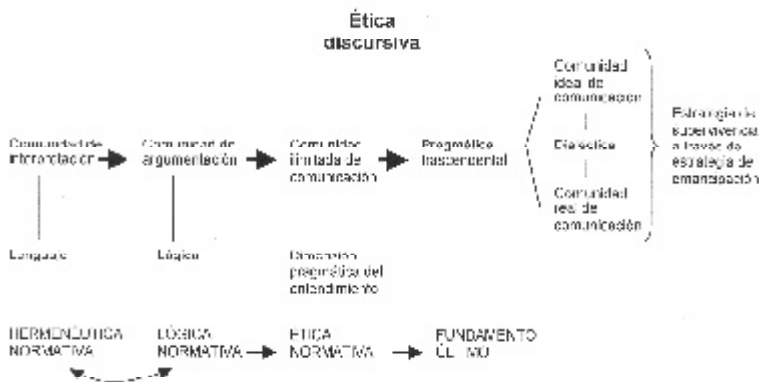 Ética
discursiva
Comunidad
ideal de
comunicación
Estrategia de
supervivencia
a través de
estrategia de
emancipación
Comunidad de
interpretación
Comunidad de
argumentación
Comunidad
ilimitada de
comunicación
Pragmática
trascendental
Dialéctica
Comunidad
real de
comunicación
Lenguaje
Lógica
Dimensión
pragmática del
entendimiento
HERMENÉUTICA
NORMATIVA
LÓGICA
NORMATIVA
ÉTICA
NORMATIVA
FUNDAMENTO
ÚLTIMO